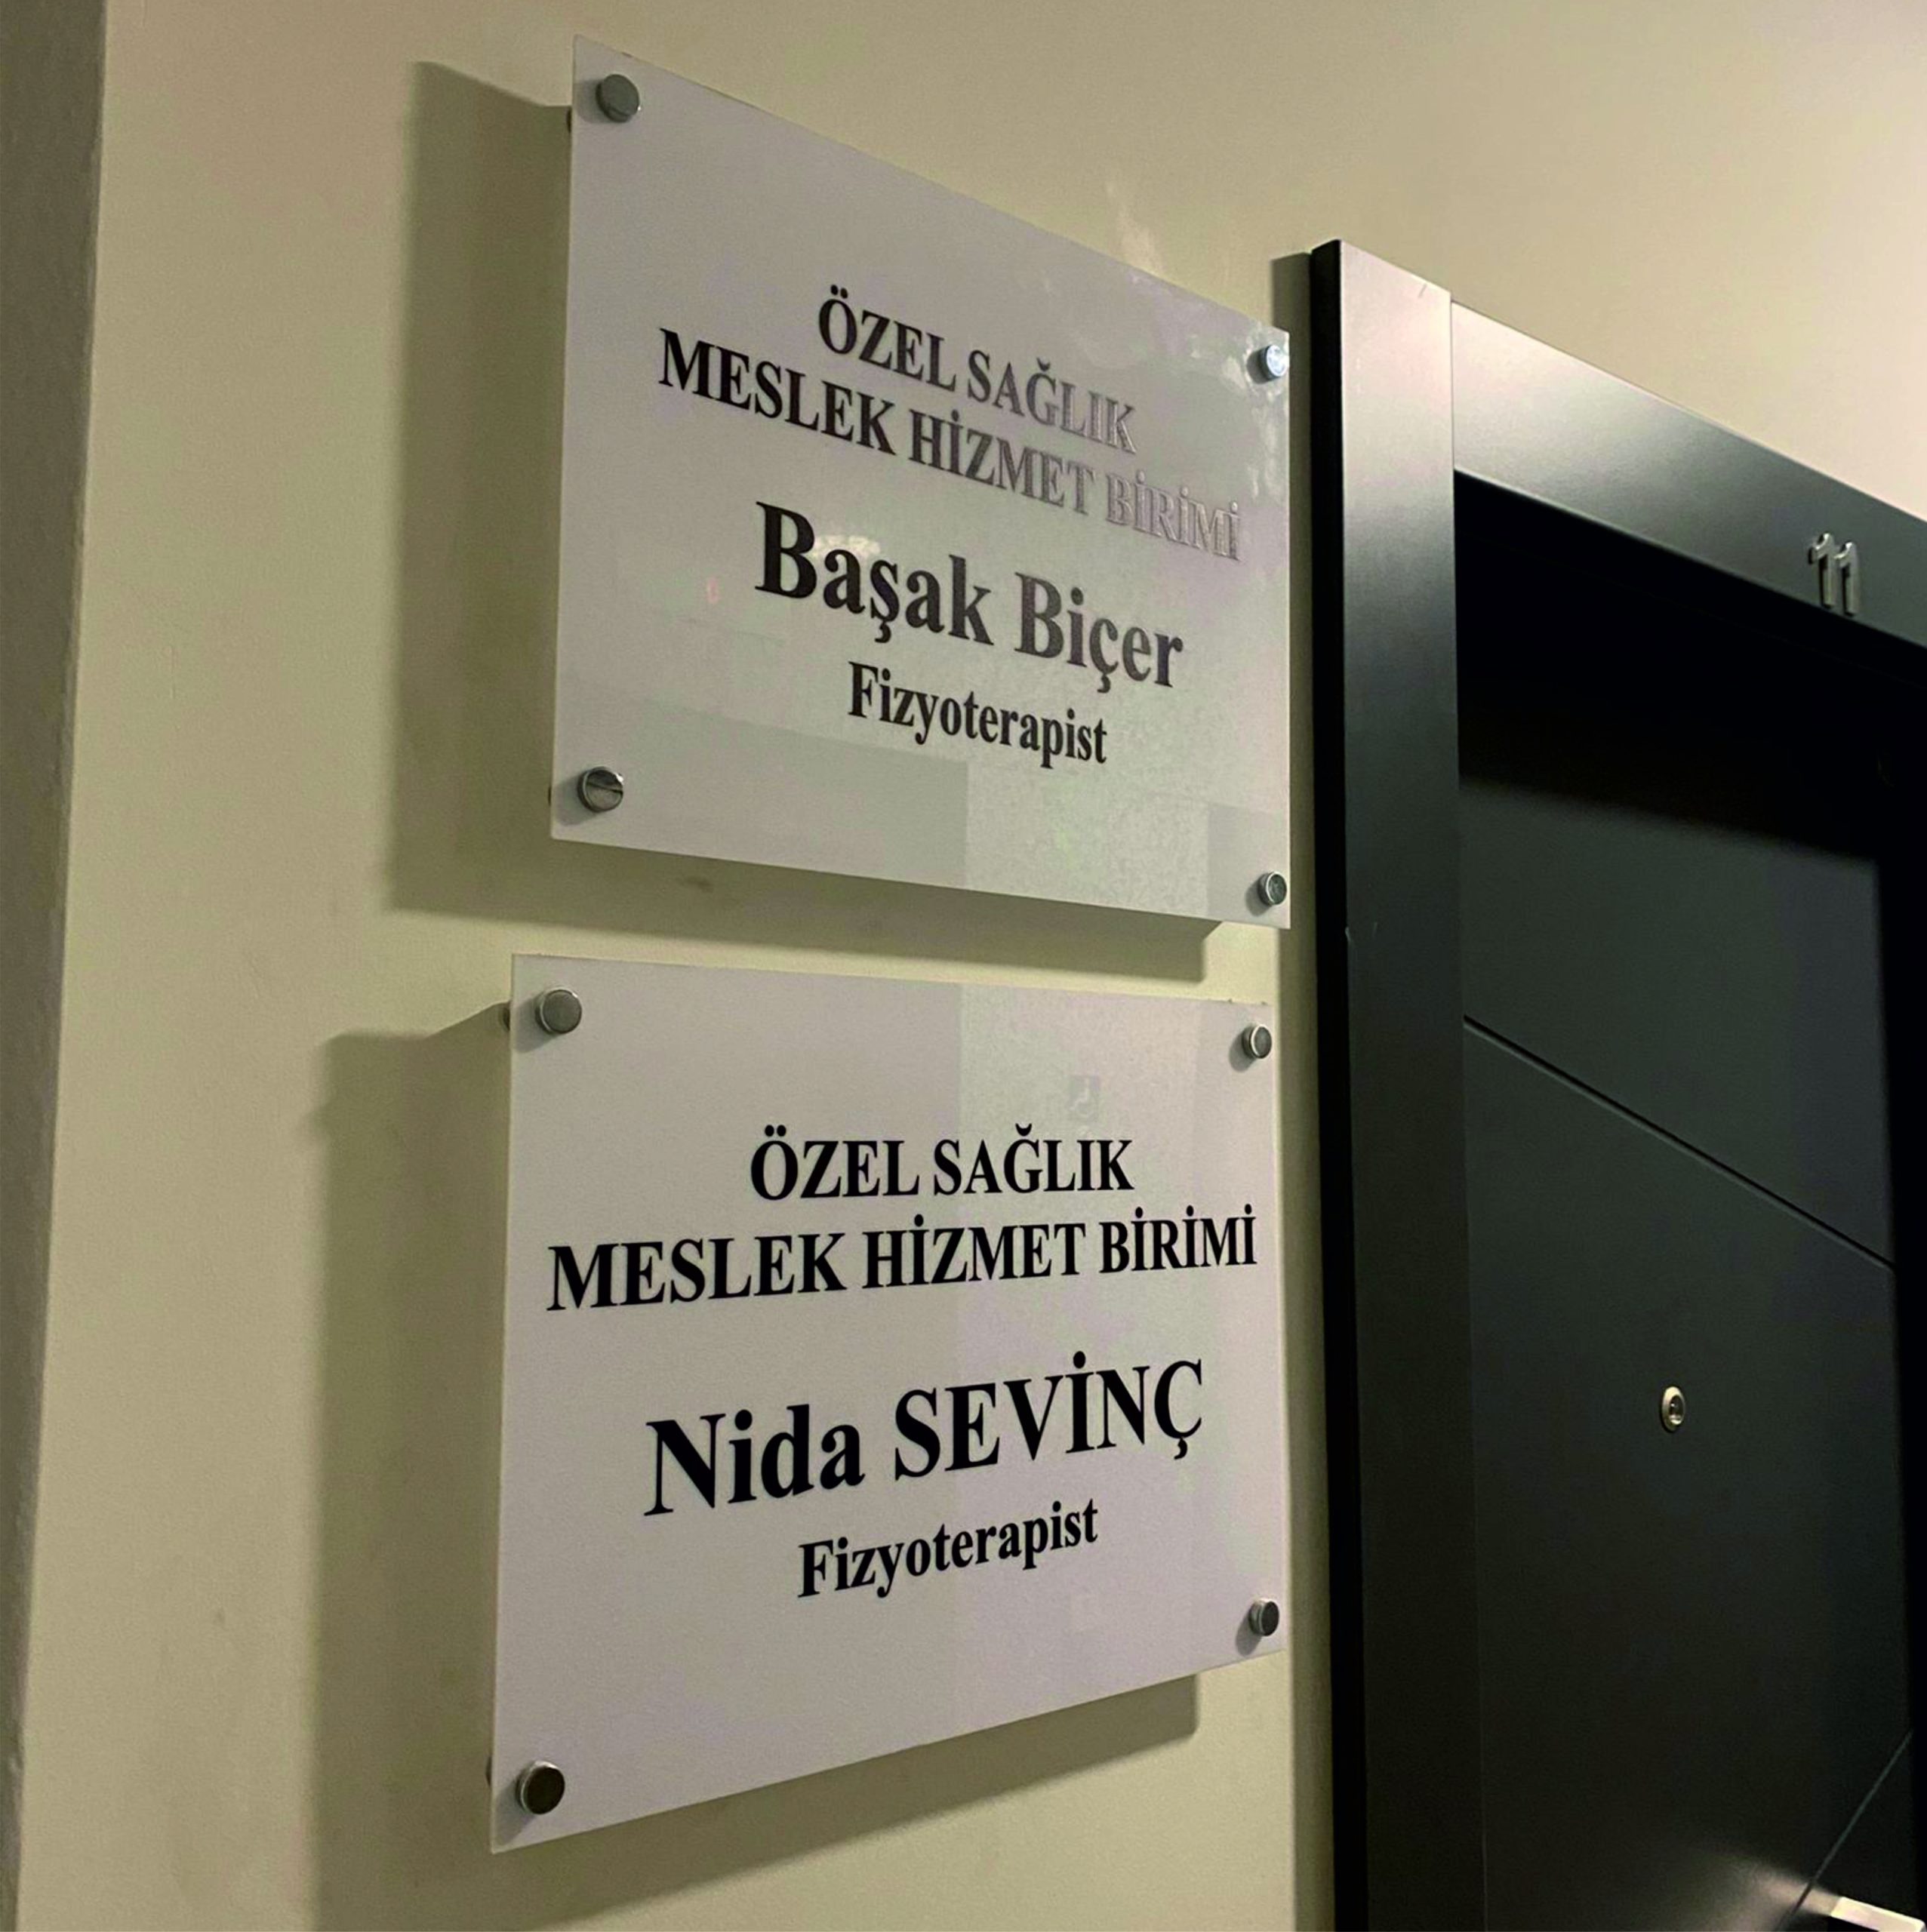 ÖZEL SAĞLIK
MESLEK HİZMET BİRİMİ
Başak Biçer
Fizyoterapist
11
ÖZEL SAĞLIK
MESLEK HİZMET BİRİMİ
Nida SEVİNÇ
Fizyoterapist